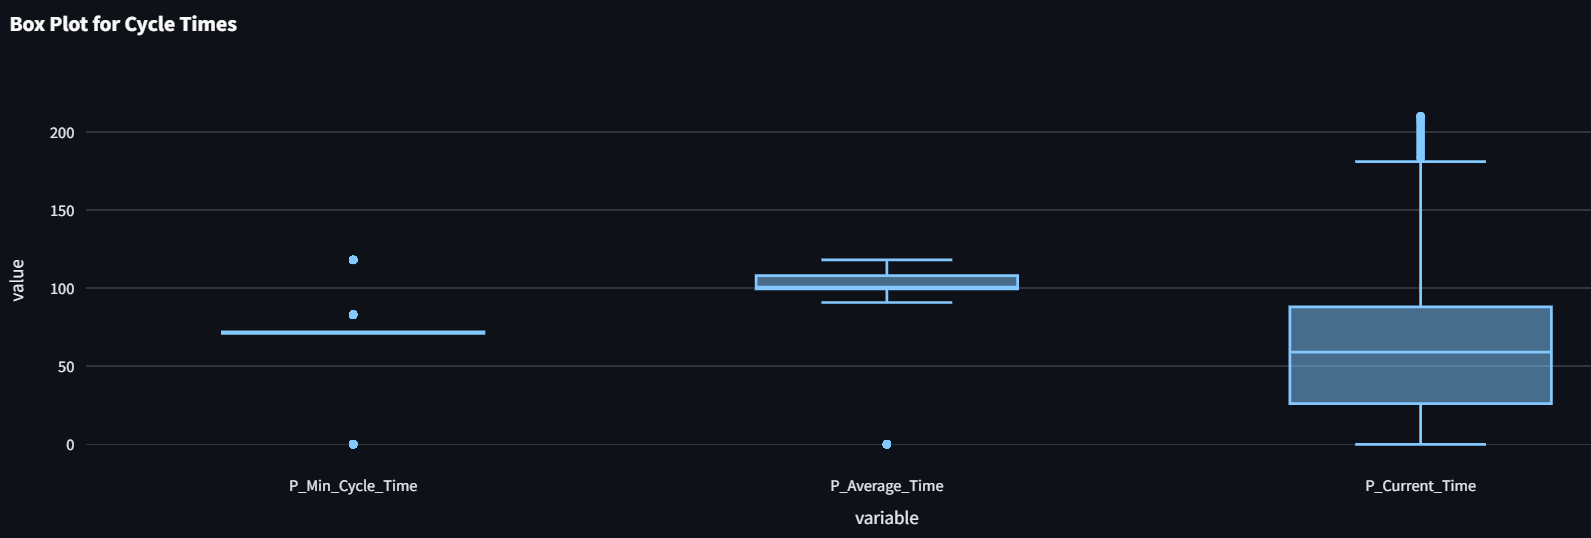 Box Plot for Cycle Times
200
150
100
50
0
value
P_Min_Cycle_Time
P_Average_Time
P_Current_Time
variable